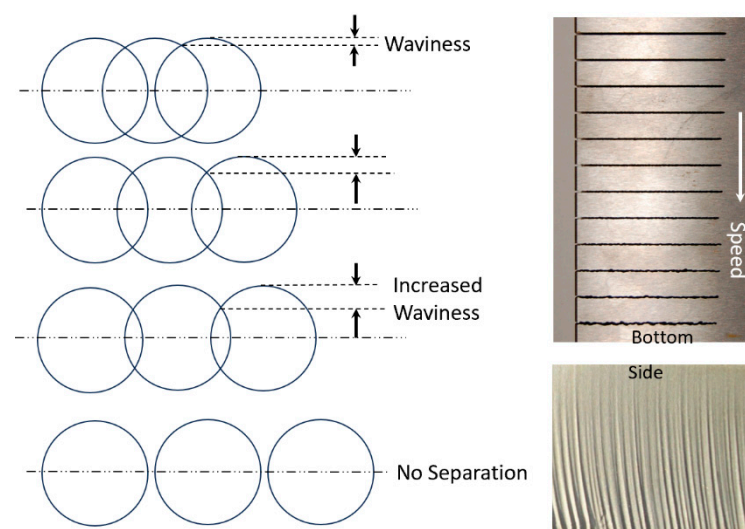 Waviness
Increased
Waviness
No Separation
Speed
Bottom
Side